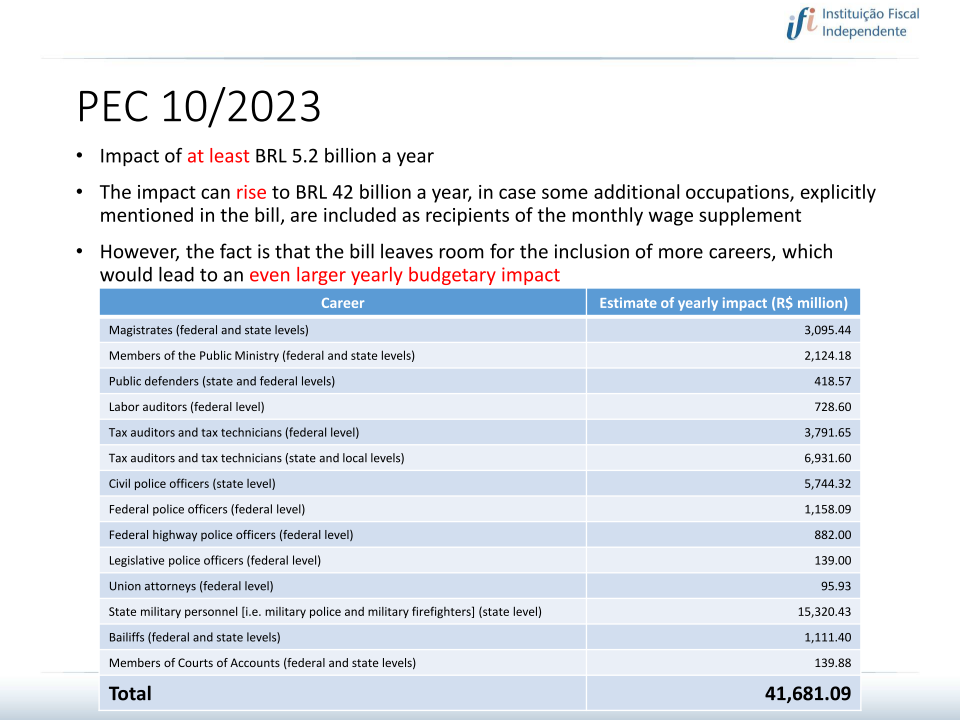 ifi Instituição Fiscal
Independente
PEC 10/2023
• Impact of at least BRL 5.2 billion a year
• The impact can rise to BRL 42 billion a year, in case some additional occupations, explicitly
mentioned in the bill, are included as recipients of the monthly wage supplement
• However, the fact is that the bill leaves room for the inclusion of more careers, which
would lead to an even larger yearly budgetary impact
Career Estimate of yearly impact (R$ million)
Magistrates (federal and state levels) 3,095.44
Members of the Public Ministry (federal and state levels) 2,124.18
Public defenders (state and federal levels) 418.57
Labor auditors (federal level) 728.60
Tax auditors and tax technicians (federal level) 3,791.65
Tax auditors and tax technicians (state and local levels) 6,931.60
Civil police officers (state level) 5,744.32
Federal police officers (federal level) 1,158.09
Federal highway police officers (federal level) 882.00
Legislative police officers (federal level) 139.00
Union attorneys (federal level) 95.93
State military personnel [i.e. military police and military firefighters] (state level) 15,320.43
Bailiffs (federal and state levels) 1,111.40
Members of Courts of Accounts (federal and state levels) 139.88
Total 41,681.09